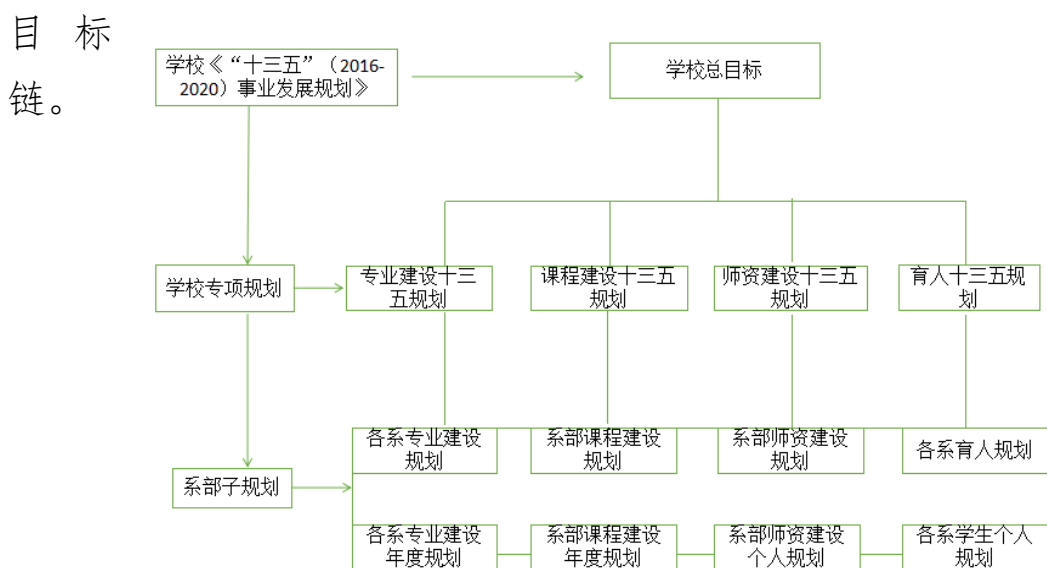 目 标
链。
学校《“十三五”（2016-
2020）事业发展规划》
学校总目标
学校专项规划
专业建设十三
五规划
课程建设十三五
规划
师资建设十三五
规划
育人十三五规
划
系部子规划
各系专业建设
规划
系部课程建设
规划
系部师资建设
规划
各系育人规划
各系专业建设
年度规划
系部课程建设
年度规划
系部师资建设
个人规划
各系学生个人
规划